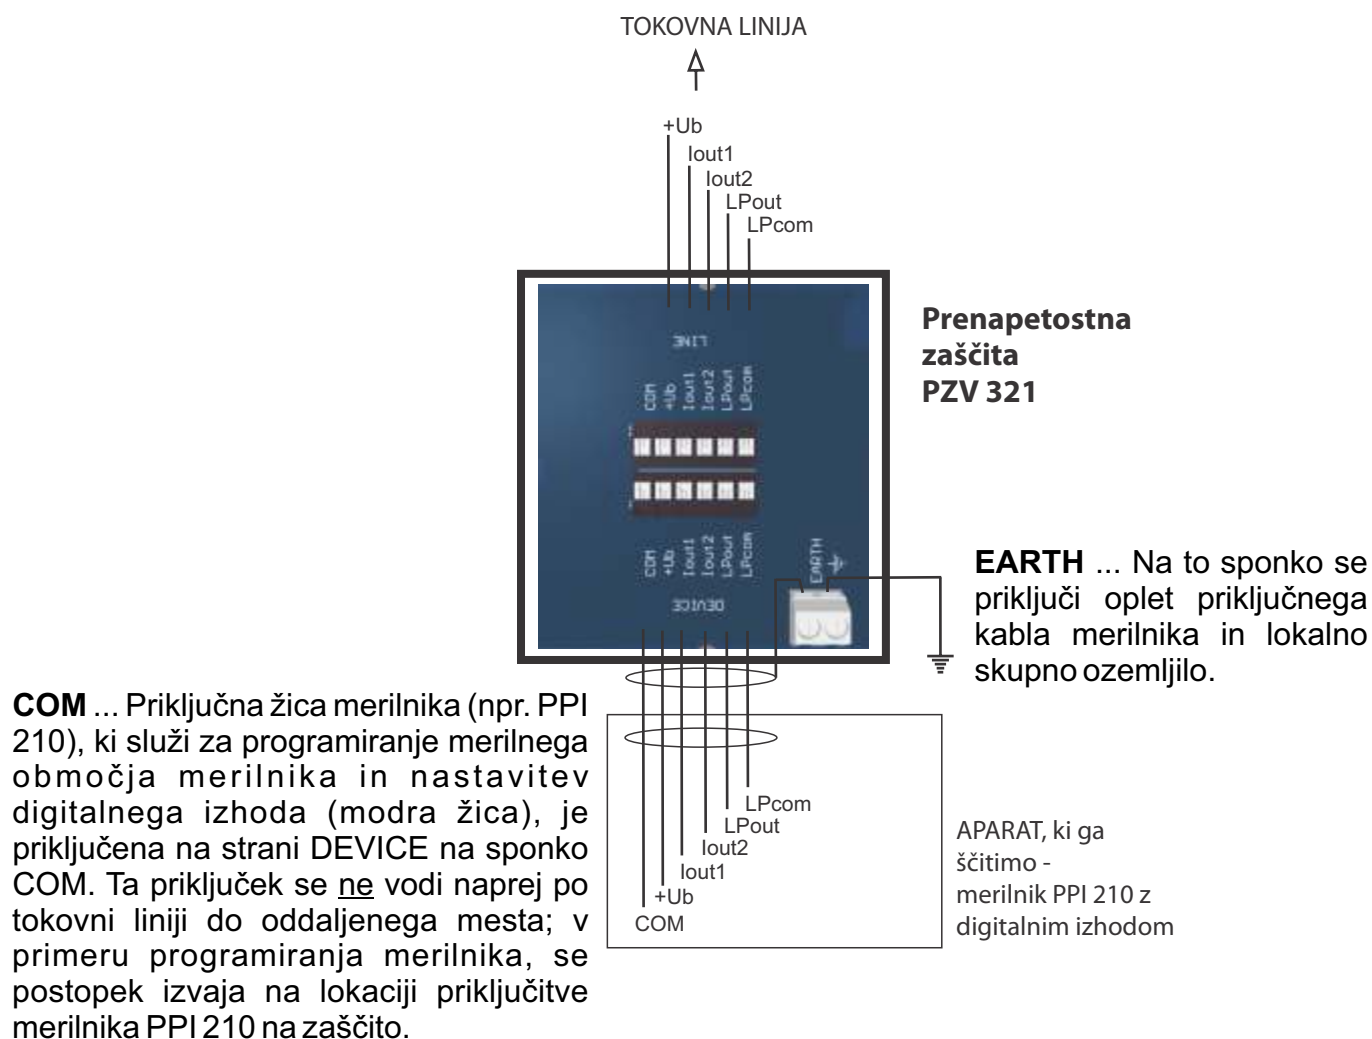 TOKOVNA LINIJA
+Ub
Iout1
Iout2
LPout
LPcom
Prenapetostna
zaščita
PZV 321
LINE
COM
+Ub
Iout1
Iout2
LPout
LPcom
COM
+Ub
Iout1
Iout2
LPout
LPcom
EARTH
DEVICE
EARTH ... Na to sponko se
priključi oplet priključnega
kabla merilnika in lokalno
skupno ozemljilo.
COM ... Priključna žica merilnika (npr. PPI
210), ki služi za programiranje merilnega
območja merilnika in nastavitev
digitalnega izhoda (modra žica), je
priključena na strani DEVICE na sponko
COM. Ta priključek se ne vodi naprej po
tokovni liniji do oddaljenega mesta; v
primeru programiranja merilnika, se
postopek izvaja na lokaciji priključitve
merilnika PPI 210 na zaščito.
LPcom
LPout
Iout2
Iout1
+Ub
COM
APARAT, ki ga
ščitimo -
merilnik PPI 210 z
digitalnim izhodom